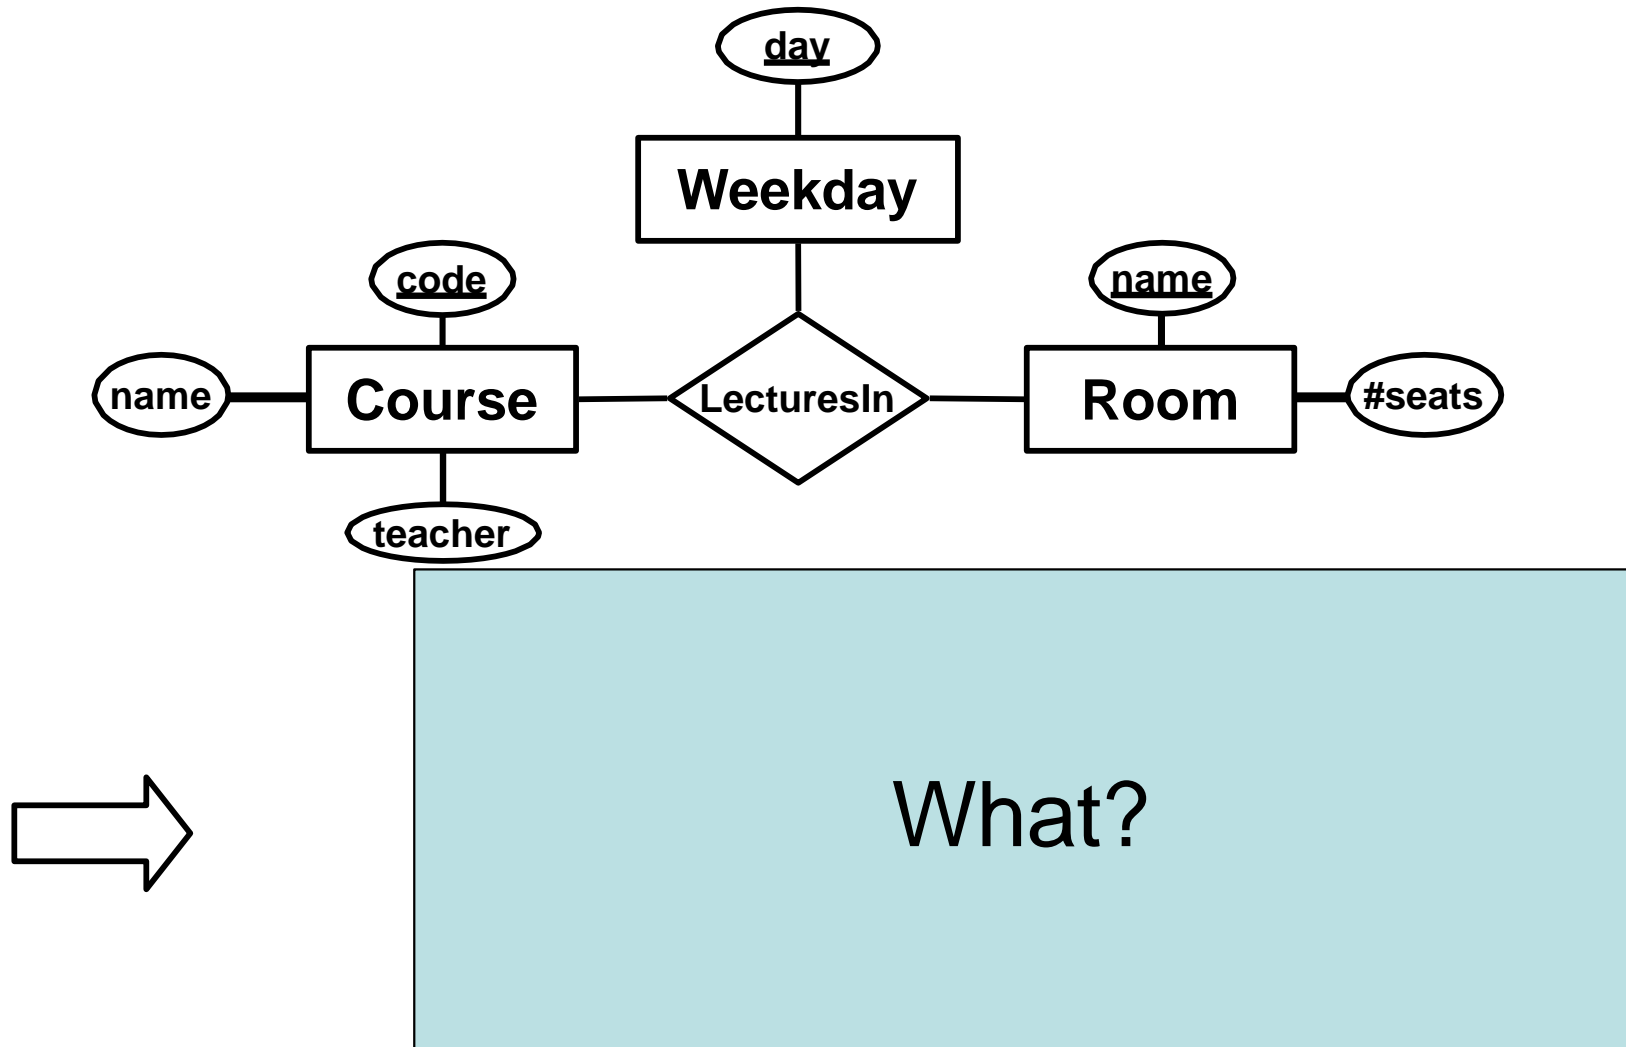 day
Weekday
code
name
name
Course
LecturesIn
Room
#seats
teacher
What?